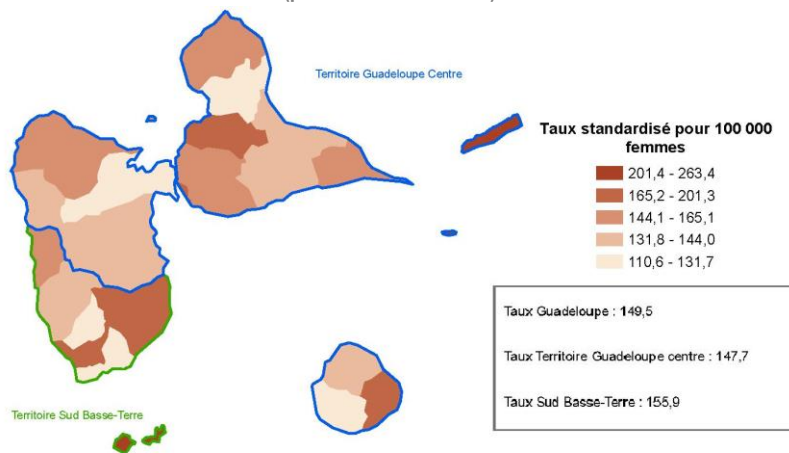 Territoire Guadeloupe Centre
Taux standardisé pour 100 000
femmes
201,4 - 263,4
165,2 - 201,3
144,1 - 165,1
131,8 - 144,0
110,6 - 131,7
Taux Guadeloupe : 149,5
Taux Territoire Guadeloupe centre : 147,7
Taux Sud Basse-Terre : 155,9
Territoire Sud Basse-Terre